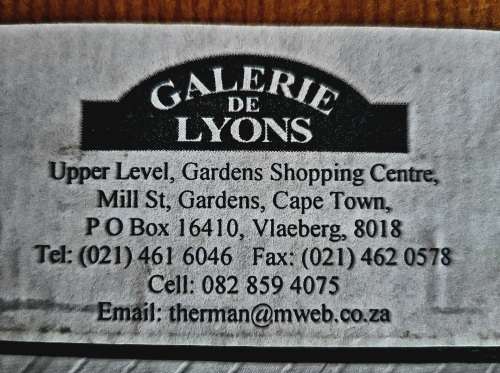 GALERIE
DE
LYONS
Upper Level, Gardens Shopping Centre,
Mill St, Gardens, Cape Town,
P O Box 16410, Vlaeberg, 8018
Tel: (021) 461 6046 Fax: (021) 462 0578
Cell: 082 859 4075
Email: therman@mweb.co.za